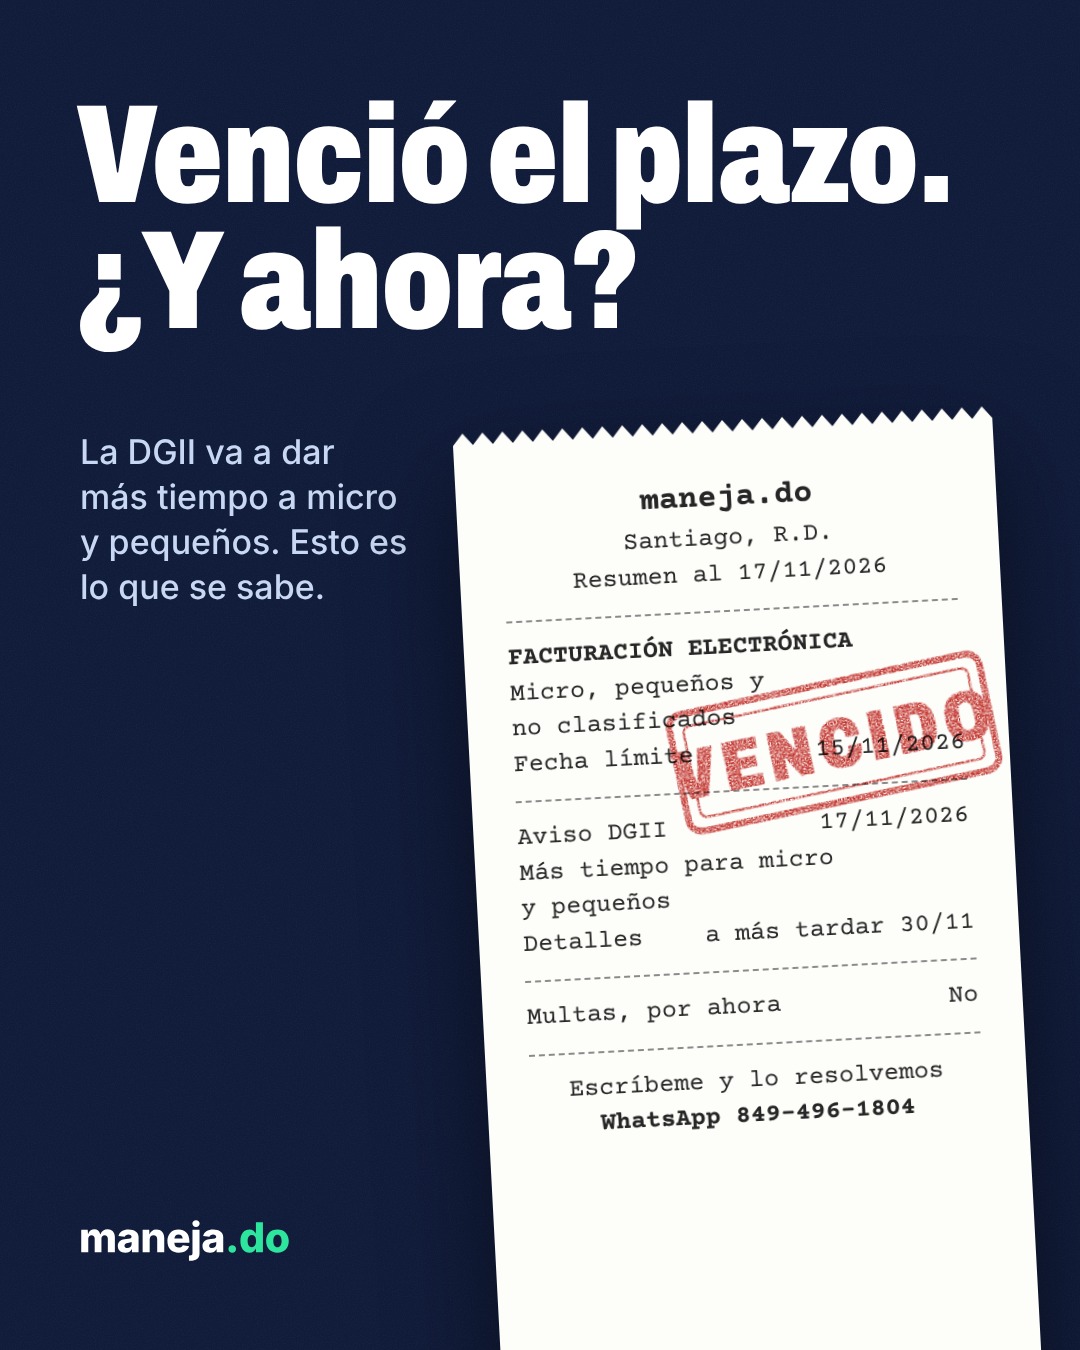 Venció el plazo.
¿Y ahora?
La DGII va a dar
más tiempo a micro
y pequeños. Esto es
lo que se sabe.
maneja.do
Santiago, R.D.
Resumen al 17/11/2026
FACTURACIÓN ELECTRÓNICA
Micro, pequeños y
no clasificados
Fecha límite 15/11/2026
VENCIDO
Aviso DGII 17/11/2026
Más tiempo para micro
y pequeños
Detalles a más tardar 30/11
Multas, por ahora No
Escríbeme y lo resolvemos
WhatsApp 849-496-1804
maneja.do